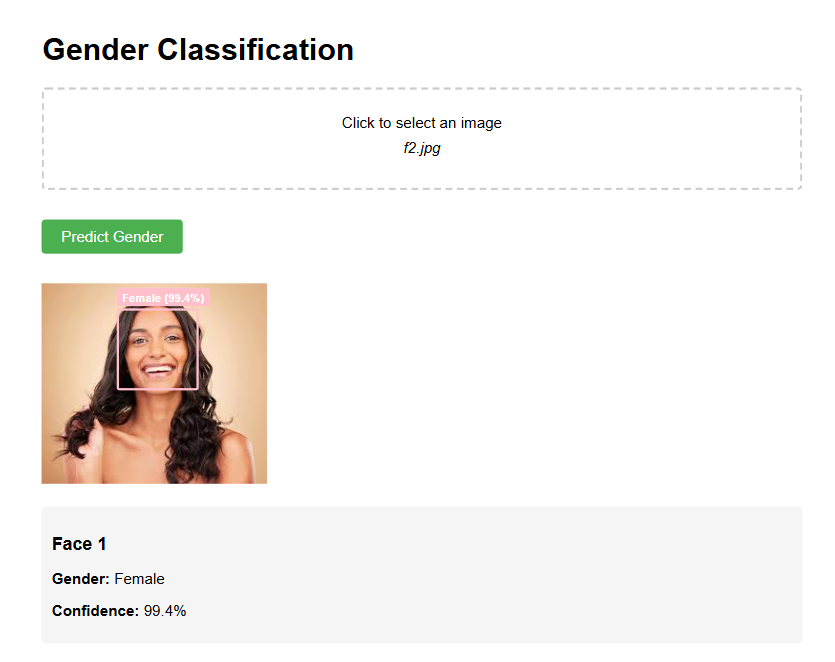 Gender Classification
Click to select an image
f2.jpg
Predict Gender
Female (99.4%)
Face 1
Gender: Female
Confidence: 99.4%